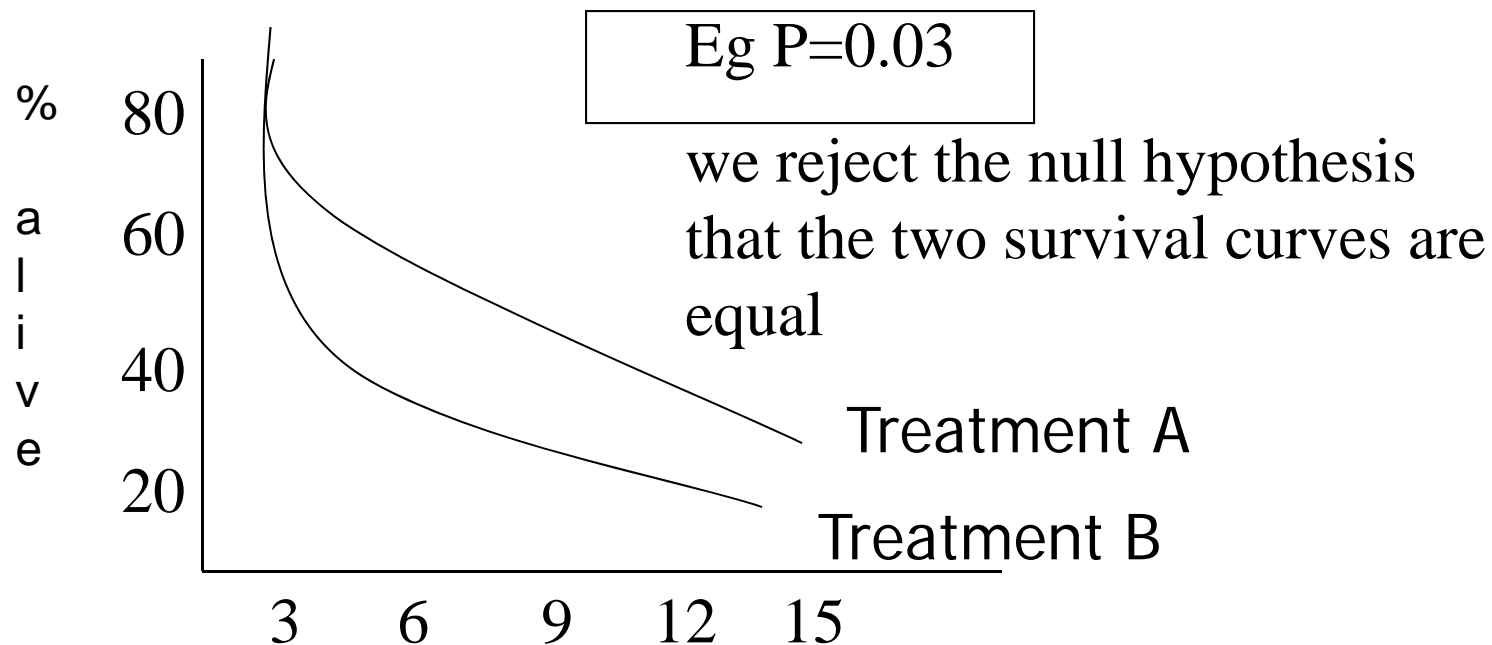 Eg P=0.03
we reject the null hypothesis
that the two survival curves are
equal
%
a
l
i
v
e
80
60
40
20
Treatment A
Treatment B
3 6 9 12 15